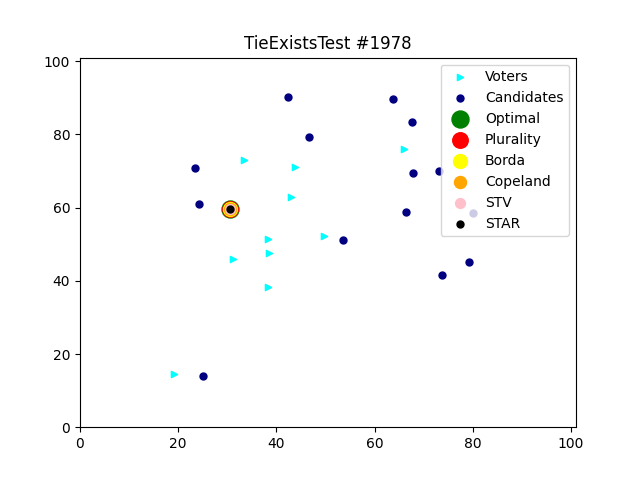 TieExistsTest #1978
100
80
60
40
20
0
0 20 40 60 80 100
Voters
Candidates
Optimal
Plurality
Borda
Copeland
STV
STAR